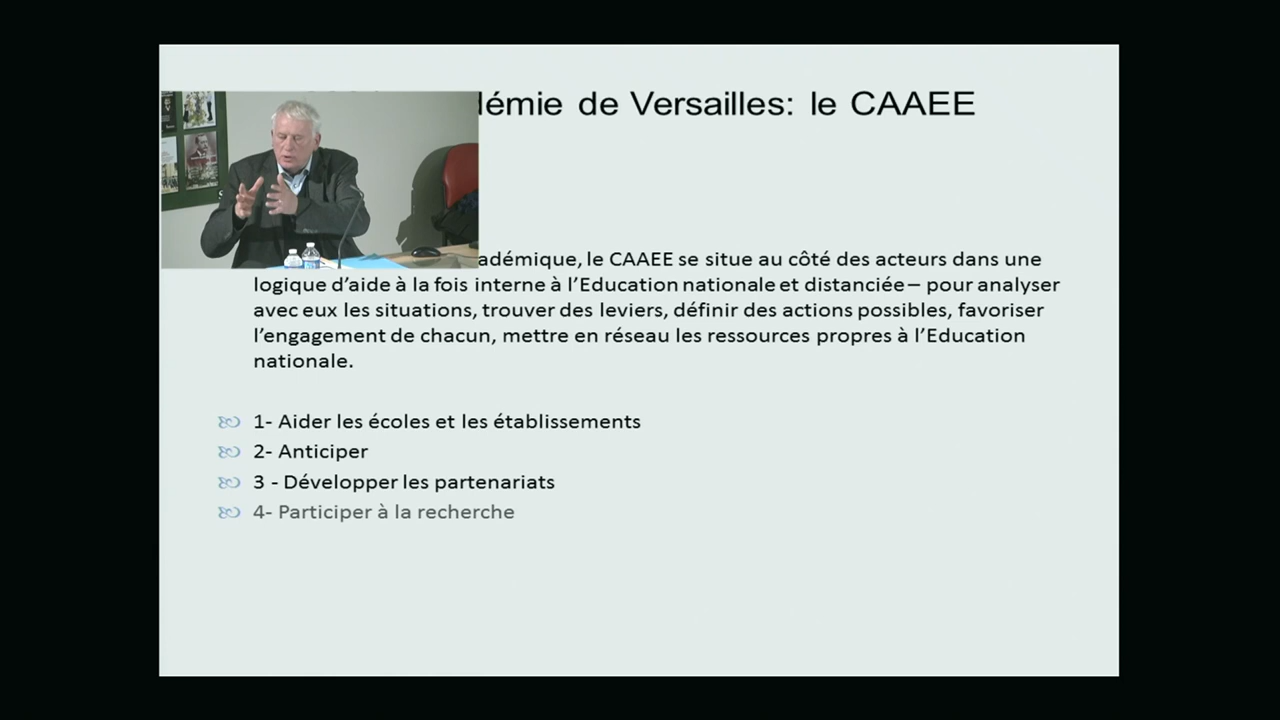 démie de Versailles: le CAAEE
adémique, le CAAEE se situe au côté des acteurs dans une
logique d’aide à la fois interne à l’Education nationale et distanciée – pour analyser
avec eux les situations, trouver des leviers, définir des actions possibles, favoriser
l’engagement de chacun, mettre en réseau les ressources propres à l’Education
nationale.
1- Aider les écoles et les établissements
2- Anticiper
3 - Développer les partenariats
4- Participer à la recherche